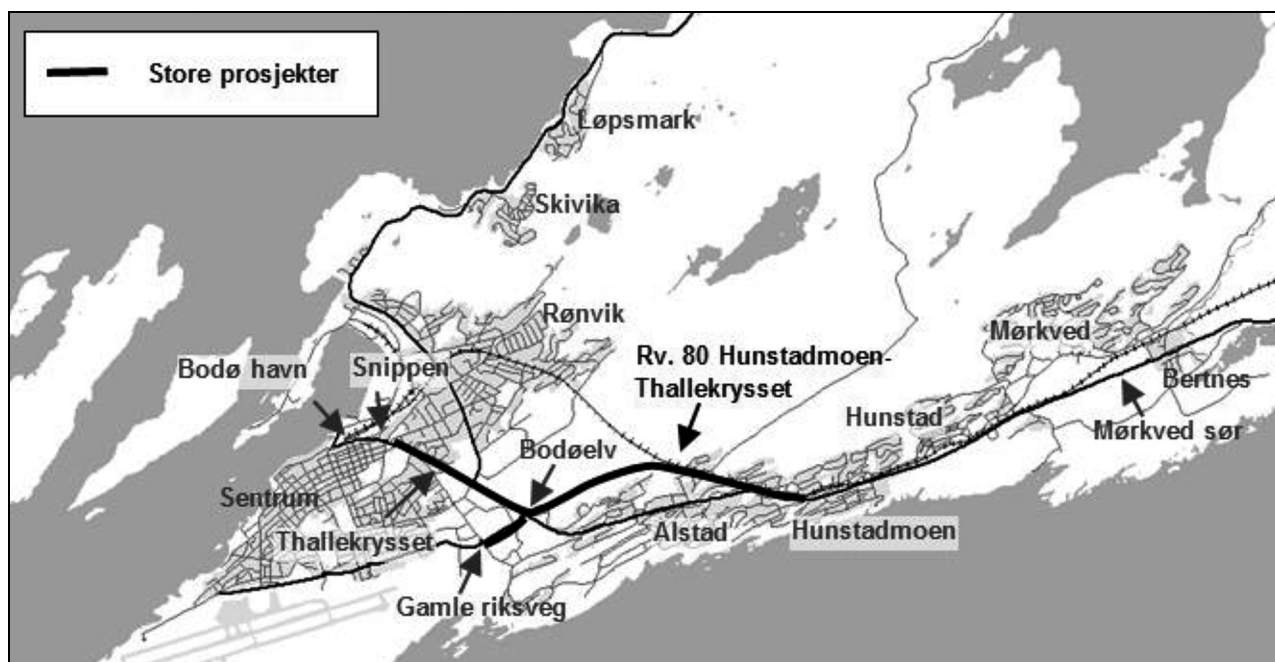 Store prosjekter
Løpsmark
Skivika
Rønvik
Bodø havn
Snippen
Rv. 80 Hunstadmoen-
Thallekrysset
Mørkved
Bertnes
Hunstad
Mørkved sør
Bodøelv
Sentrum
Thallekrysset
Alstad
Hunstadmoen
Gamle riksveg